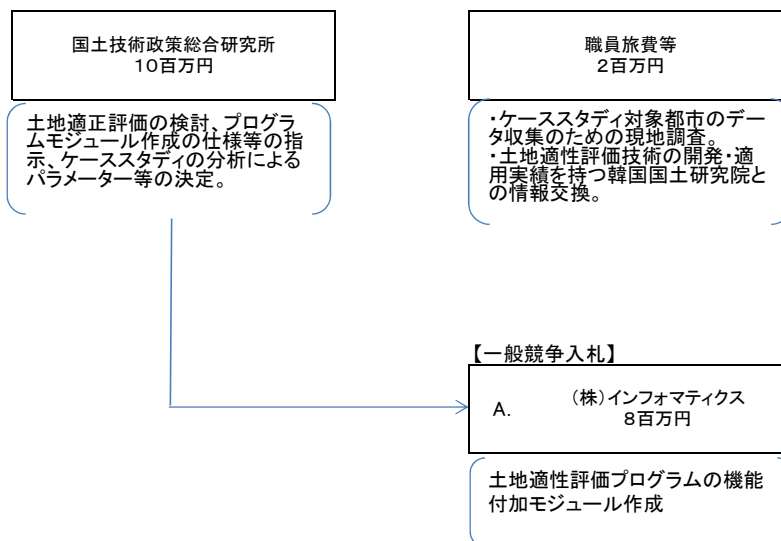 国土技術政策総合研究所
10百万円
土地適正評価の検討、プログラ
ムモジュール作成の仕様等の指
示、ケーススタディの分析による
パラメーター等の決定。
職員旅費等
2百万円
・ケーススタディ対象都市のデー
タ収集のための現地調査。
・土地適性評価技術の開発・適
用実績を持つ韓国国土研究院と
の情報交換。
【一般競争入札】
A. (株)インフォマティクス
8百万円
土地適性評価プログラムの機能
付加モジュール作成